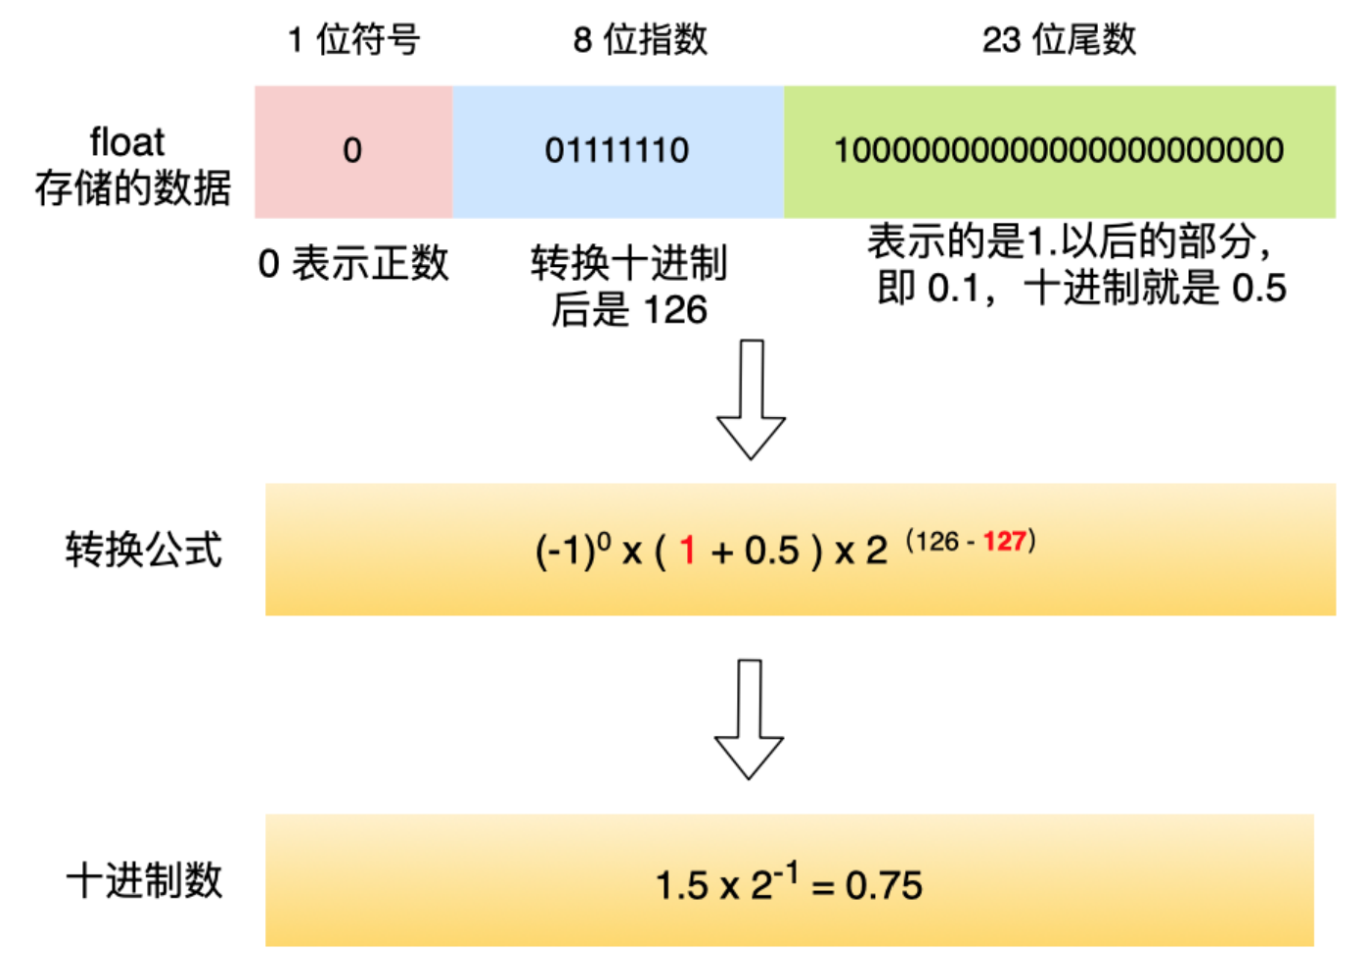 1 位符号
8 位指数
23 位尾数
float
存储的数据
0
01111110
10000000000000000000000
0 表示正数
转换十进制
后是 126
表示的是1.以后的部分，
即 0.1，十进制就是 0.5
转换公式
(-1)⁰ x ( 1 + 0.5 ) x 2 ⁽¹²⁶ ⁻ ¹²⁷⁾
十进制数
1.5 x 2⁻¹ = 0.75